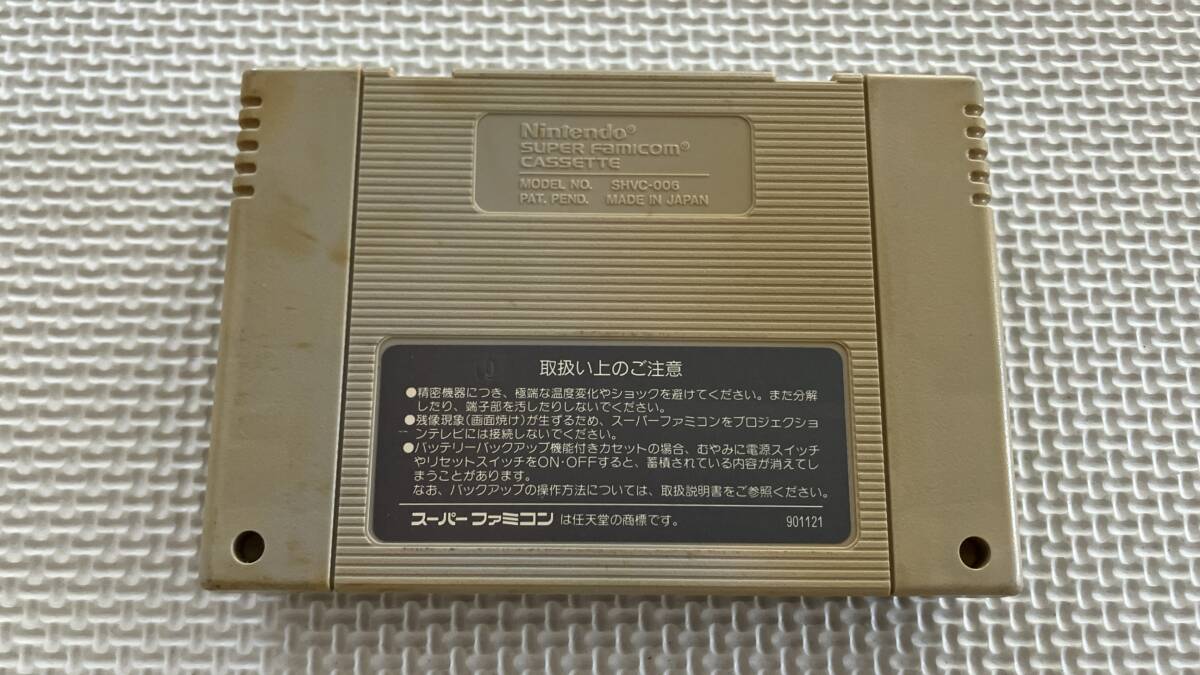 Nintendo®
SUPER FAMICOM®
CASSETTE
MODEL NO. SHVC-006
PAT. PEND. MADE IN JAPAN
取扱い上のご注意
●精密機器につき、極端な温度変化やショックを避けてください。また分解
したり、端子部を汚したりしないでください。
●残像現象(画面焼け)が生ずるため、スーパーファミコンをプロジェクショ
ンテレビには接続しないでください。
●バッテリーバックアップ機能付きカセットの場合、むやみに電源スイッチ
やリセットスイッチをON・OFFすると、蓄積されている内容が消えてし
まうことがあります。
なお、バックアップの操作方法については、取扱説明書をご参照ください。
スーパーファミコン は任天堂の商標です。 901121